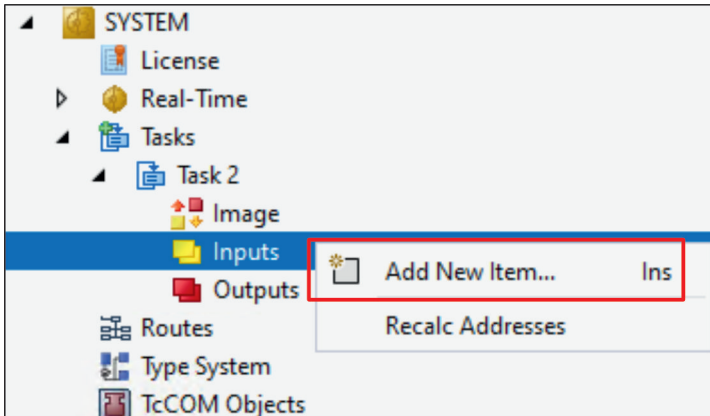 SYSTEM
License
Real-Time
Tasks
Task 2
Image
Inputs
Add New Item... Ins
Outputs
Recalc Addresses
Routes
Type System
TcCOM Objects